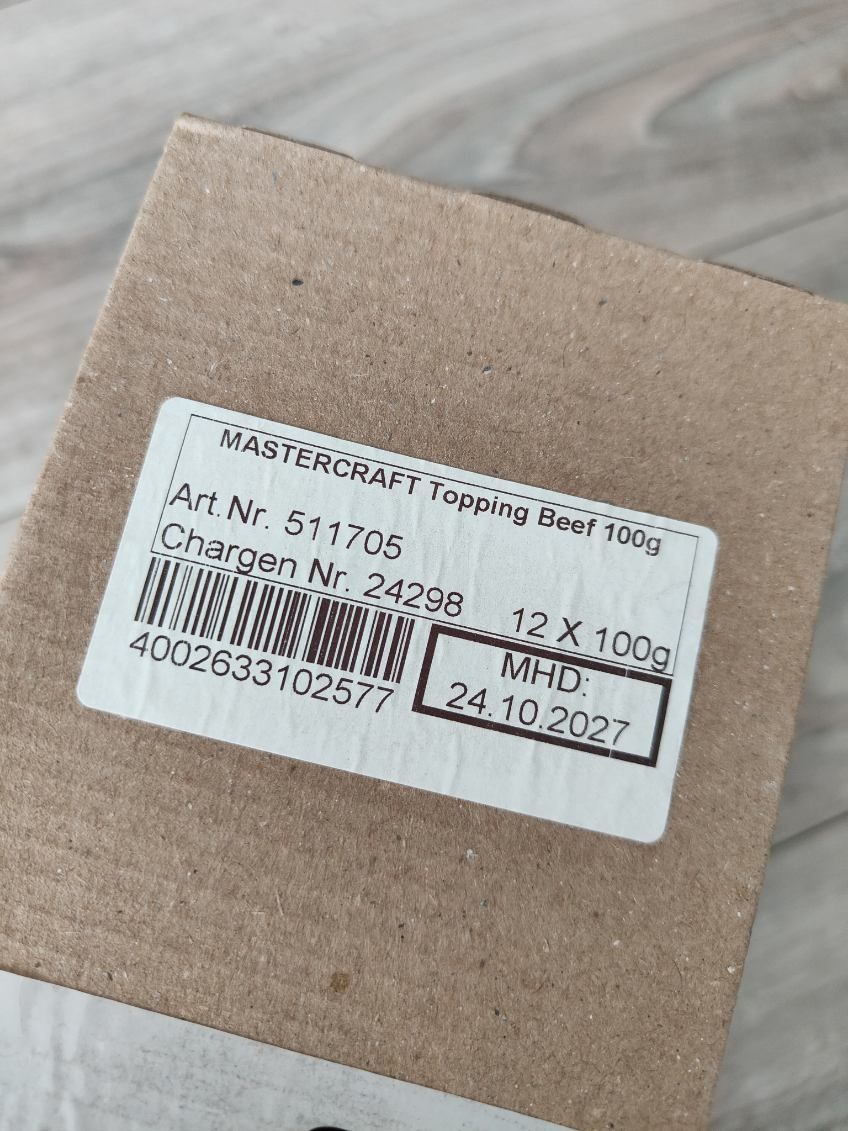 MASTERCRAFT Topping Beef 100g
Art.Nr. 511705
Chargen Nr. 24298
12 X 100g
4002633102577
MHD:
24.10.2027